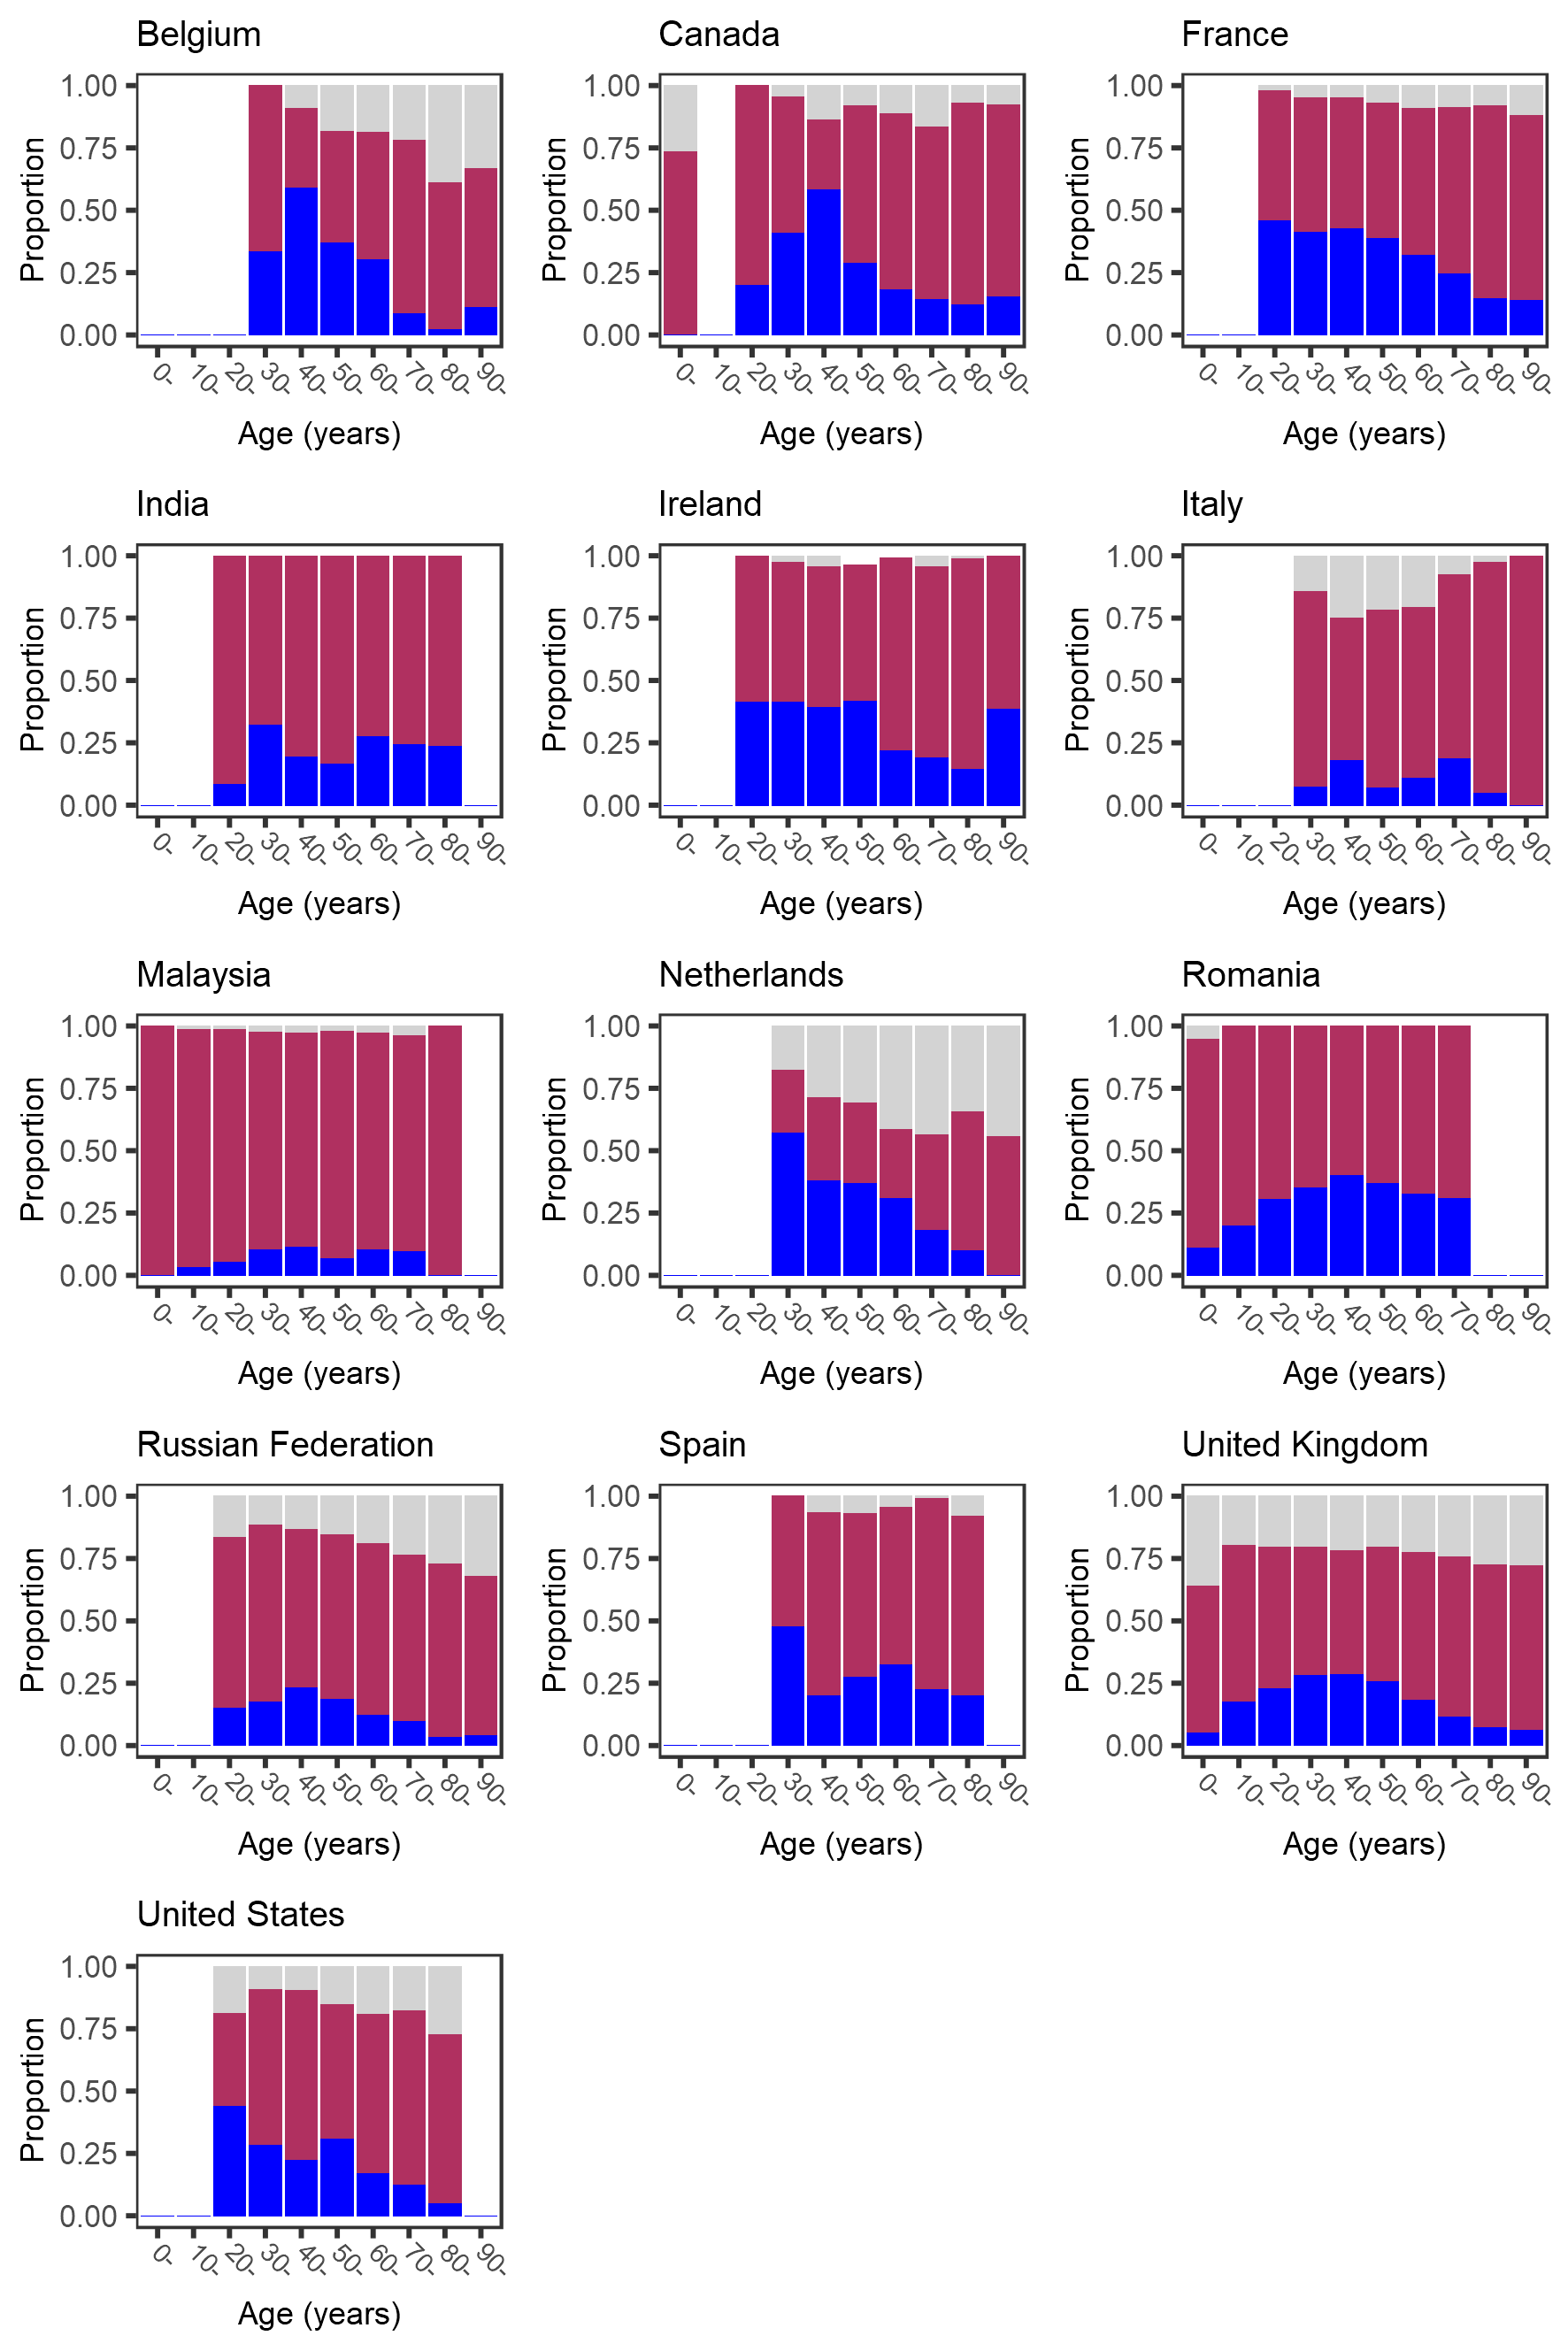 Belgium Canada France
1.00 1.00 1.00
0.75 0.75 0.75
0.50 0.50 0.50
0.25 0.25 0.25
0.00 0.00 0.00
Proportion Proportion Proportion
0- 10- 20- 30- 40- 50- 60- 70- 80- 90- 0- 10- 20- 30- 40- 50- 60- 70- 80- 90- 0- 10- 20- 30- 40- 50- 60- 70- 80- 90-
Age (years) Age (years) Age (years)
India Ireland Italy
1.00 1.00 1.00
0.75 0.75 0.75
0.50 0.50 0.50
0.25 0.25 0.25
0.00 0.00 0.00
Proportion Proportion Proportion
0- 10- 20- 30- 40- 50- 60- 70- 80- 90- 0- 10- 20- 30- 40- 50- 60- 70- 80- 90- 0- 10- 20- 30- 40- 50- 60- 70- 80- 90-
Age (years) Age (years) Age (years)
Malaysia Netherlands Romania
1.00 1.00 1.00
0.75 0.75 0.75
0.50 0.50 0.50
0.25 0.25 0.25
0.00 0.00 0.00
Proportion Proportion Proportion
0- 10- 20- 30- 40- 50- 60- 70- 80- 90- 0- 10- 20- 30- 40- 50- 60- 70- 80- 90- 0- 10- 20- 30- 40- 50- 60- 70- 80- 90-
Age (years) Age (years) Age (years)
Russian Federation Spain United Kingdom
1.00 1.00 1.00
0.75 0.75 0.75
0.50 0.50 0.50
0.25 0.25 0.25
0.00 0.00 0.00
Proportion Proportion Proportion
0- 10- 20- 30- 40- 50- 60- 70- 80- 90- 0- 10- 20- 30- 40- 50- 60- 70- 80- 90- 0- 10- 20- 30- 40- 50- 60- 70- 80- 90-
Age (years) Age (years) Age (years)
United States
1.00
0.75
0.50
0.25
0.00
Proportion
0- 10- 20- 30- 40- 50- 60- 70- 80- 90-
Age (years)